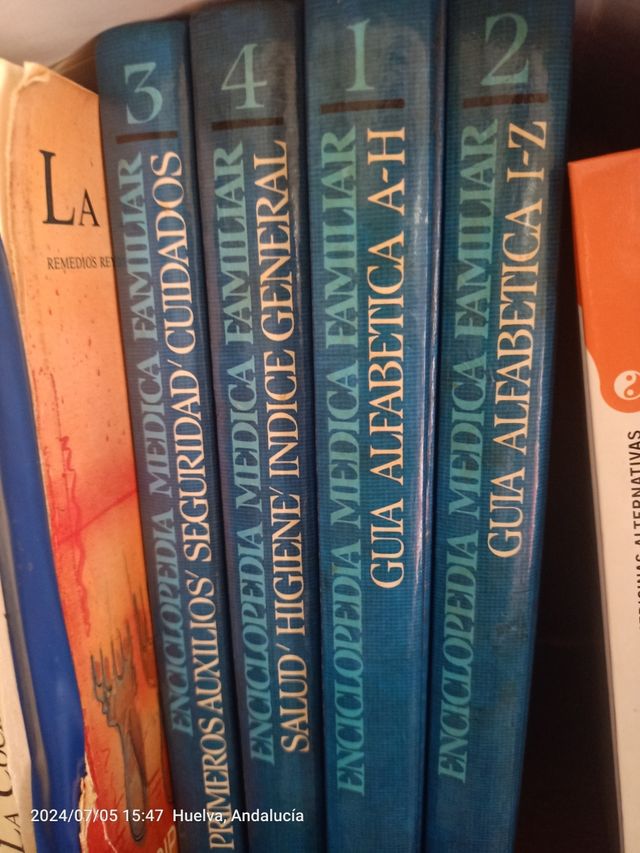 LA
REMEDIOS
3
ENCICLOPEDIA MEDICA FAMILIAR
PRIMEROS AUXILIOS' SEGURIDAD' CUIDADOS
4
ENCICLOPEDIA MEDICA FAMILIAR
SALUD' HIGIENE' INDICE GENERAL
1
ENCICLOPEDIA MEDICA FAMILIAR
GUIA ALFABETICA A-H
2
ENCICLOPEDIA MEDICA FAMILIAR
GUIA ALFABETICA I-Z
ALTERNATIVAS
LA
2024/07/05 15:47 Huelva, Andalucía